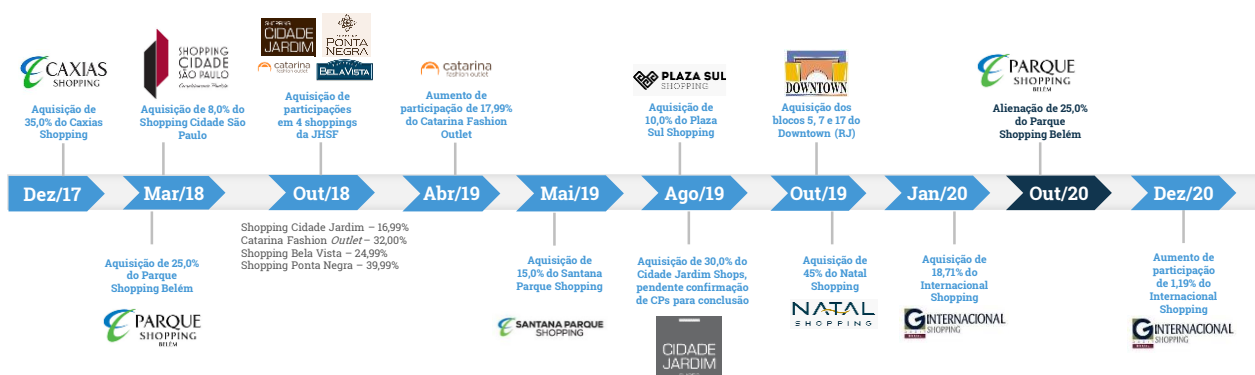 CAXIAS
SHOPPING
Aquisição de
35,0% do Caxias
Shopping
SHOPPING
CIDADE
SÃO PAULO
Aquisição de 8,0% do
Shopping Cidade São
Paulo
SHOPPING
CIDADE
JARDIM
PONTA
NEGRA
catarina
fashion outlet
BELAVISTA
Aquisição de
participações
em 4 shoppings
da JHSF
catarina
fashion outlet
Aumento de
participação de 17,99%
do Catarina Fashion
Outlet
PLAZA SUL
SHOPPING
Aquisição de
10,0% do Plaza
Sul Shopping
DOWNTOWN
Aquisição dos
blocos 5, 7 e 17 do
Downtown (RJ)
PARQUE
SHOPPING
BELÉM
Alienação de 25,0%
do Parque
Shopping Belém
Dez/17
Mar/18
Out/18
Abr/19
Mai/19
Ago/19
Out/19
Jan/20
Out/20
Dez/20
Aquisição de 25,0%
do Parque
Shopping Belém
PARQUE
SHOPPING
BELÉM
Shopping Cidade Jardim – 16,99%
Catarina Fashion Outlet – 32,00%
Shopping Bela Vista – 24,99%
Shopping Ponta Negra – 39,99%
Aquisição de
15,0% do Santana
Parque Shopping
SANTANA PARQUE
SHOPPING
Aquisição de 30,0% do
Cidade Jardim Shops,
pendente confirmação
de CPs para conclusão
CIDADE
JARDIM
Aquisição de
45% do Natal
Shopping
NATAL
SHOPPING
Aquisição de
18,71% do
Internacional
Shopping
INTERNACIONAL
SHOPPING
Aumento de
participação
de 1,19% do
Internacional
Shopping
INTERNACIONAL
SHOPPING